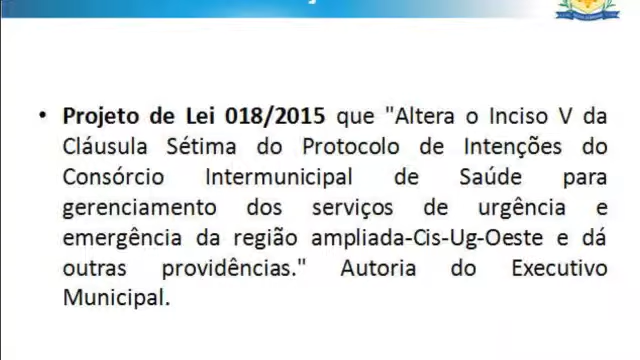 • Projeto de Lei 018/2015 que "Altera o Inciso V da
Cláusula Sétima do Protocolo de Intenções do
Consórcio Intermunicipal de Saúde para
gerenciamento dos serviços de urgência e
emergência da região ampliada-Cis-Ug-Oeste e dá
outras providências." Autoria do Executivo
Municipal.